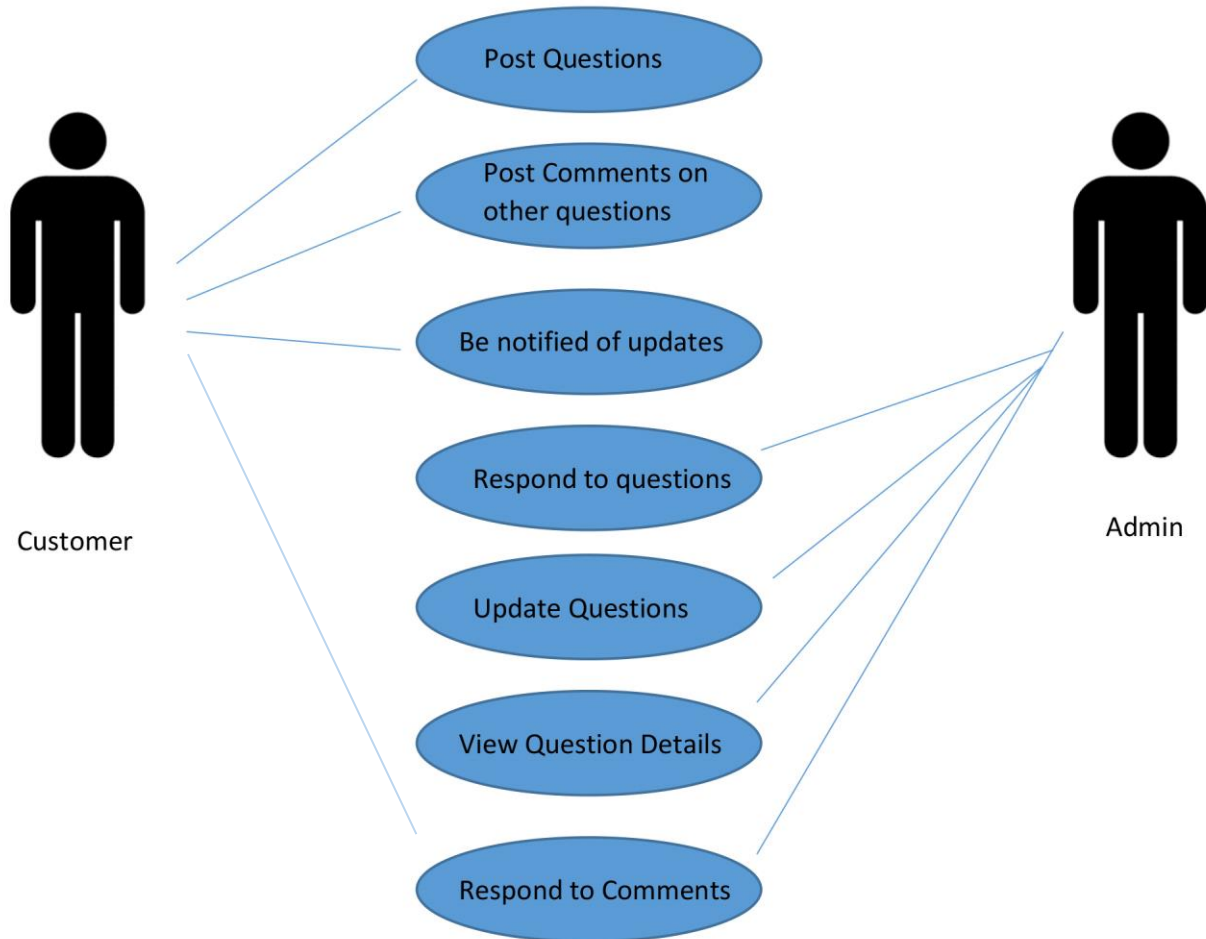 Post Questions
Post Comments on
other questions
Be notified of updates
Respond to questions
Customer
Admin
Update Questions
View Question Details
Respond to Comments